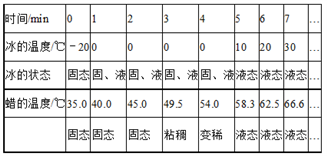 时间/min 0 1 2 3 4 5 6 7 …
冰的温度/℃ －20 0 0 0 0 10 20 30 …
冰的状态 固态 固、液 固、液 固、液 固、液 液态 液态 液态 …
蜡的温度/℃ 35.0 40.0 45.0 49.5 54.0 58.3 62.5 66.6 …
固态 固态 固态 粘稠 变稀 液态 液态 液态 …